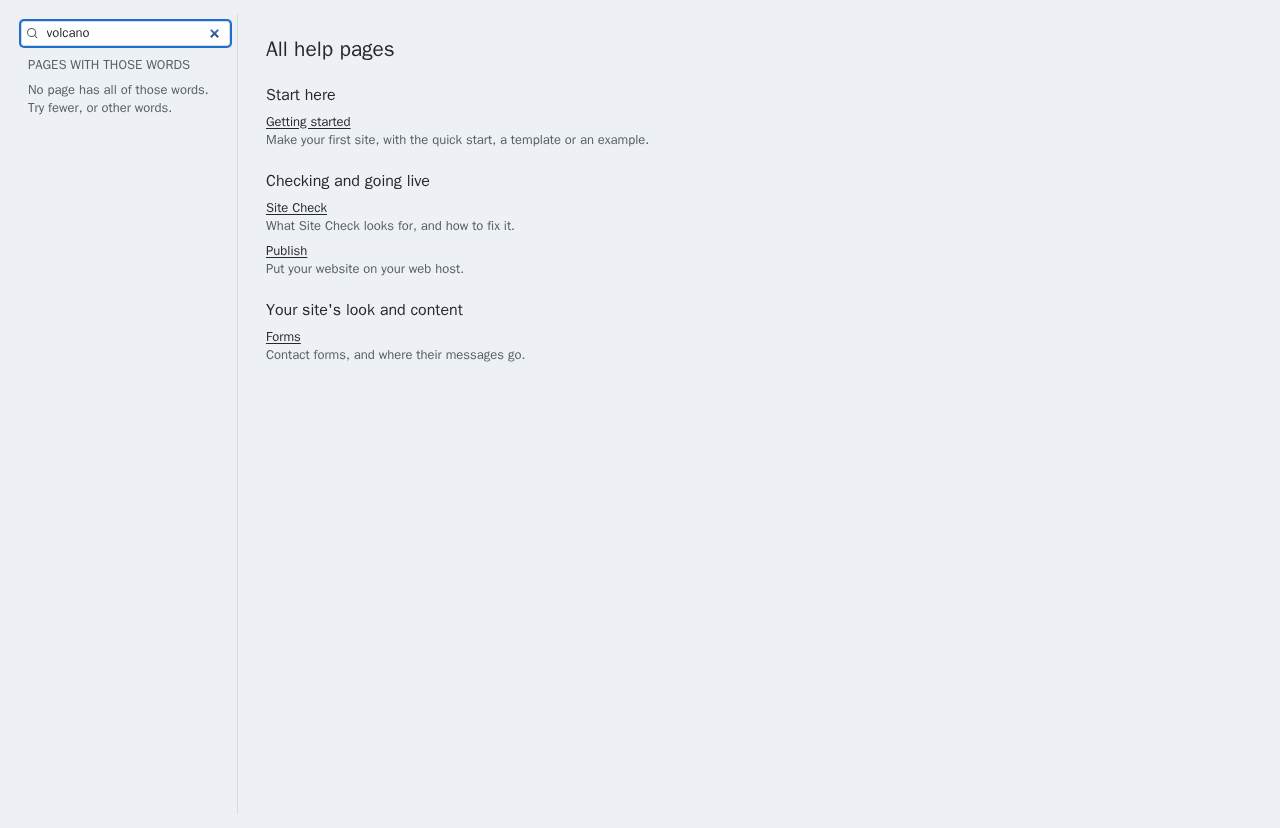 volcano
PAGES WITH THOSE WORDS
No page has all of those words.
Try fewer, or other words.
All help pages
Start here
Getting started
Make your first site, with the quick start, a template or an example.
Checking and going live
Site Check
What Site Check looks for, and how to fix it.
Publish
Put your website on your web host.
Your site's look and content
Forms
Contact forms, and where their messages go.